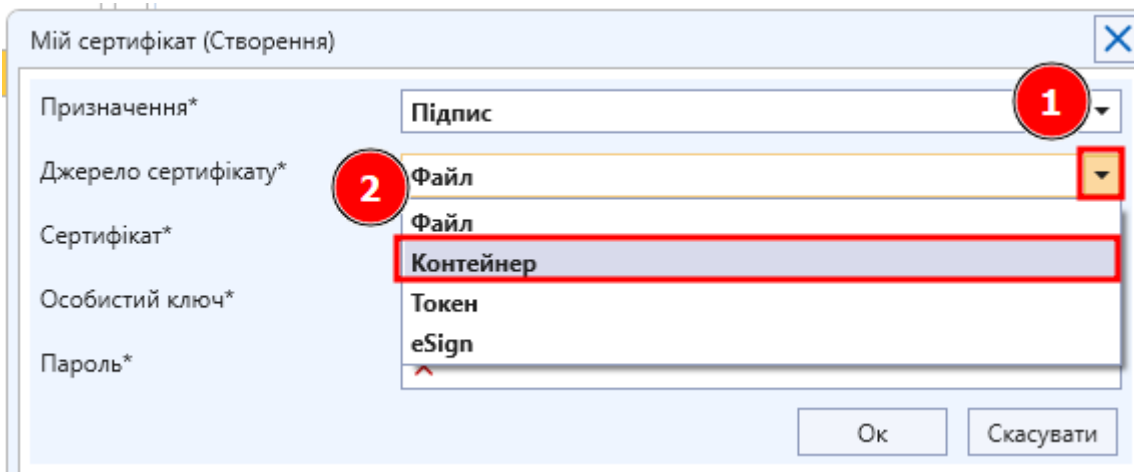 Мій сертифікат (Створення)
Призначення*
Підпис
1
Джерело сертифікату*
2
Файл
Файл
Сертифікат*
Контейнер
Особистий ключ*
Токен
eSign
Пароль*
Ок
Скасувати